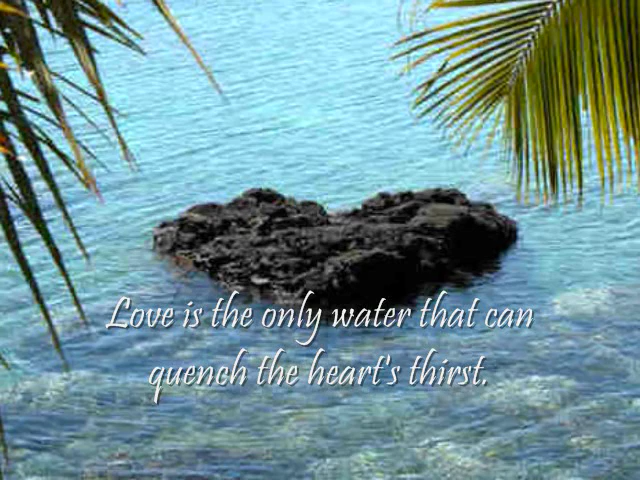 Love is the only water that can
quench the heart's thirst.